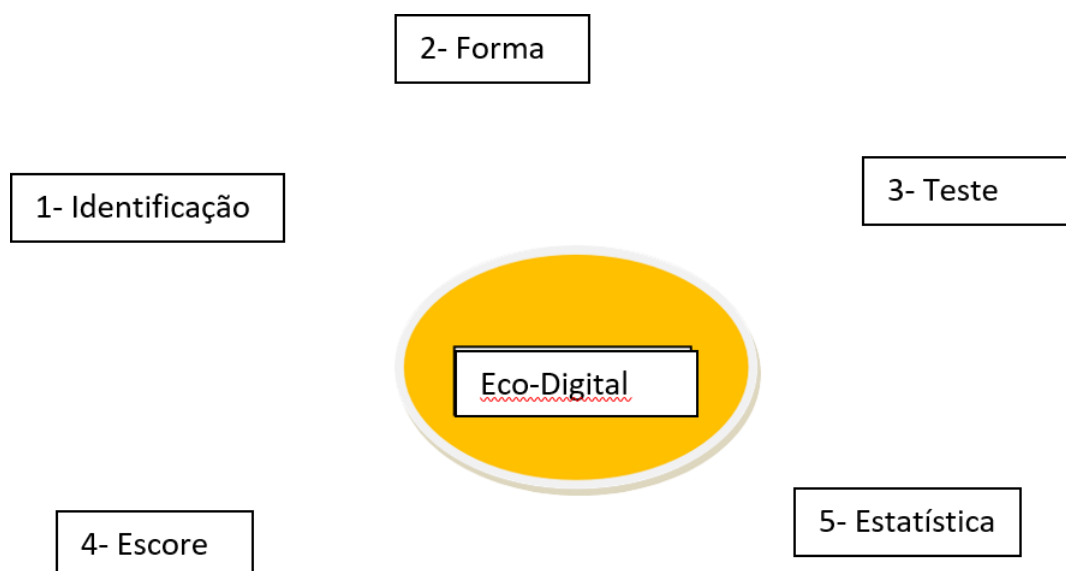 2- Forma
1- Identificação
3- Teste
Eco-Digital
4- Escore
5- Estatística